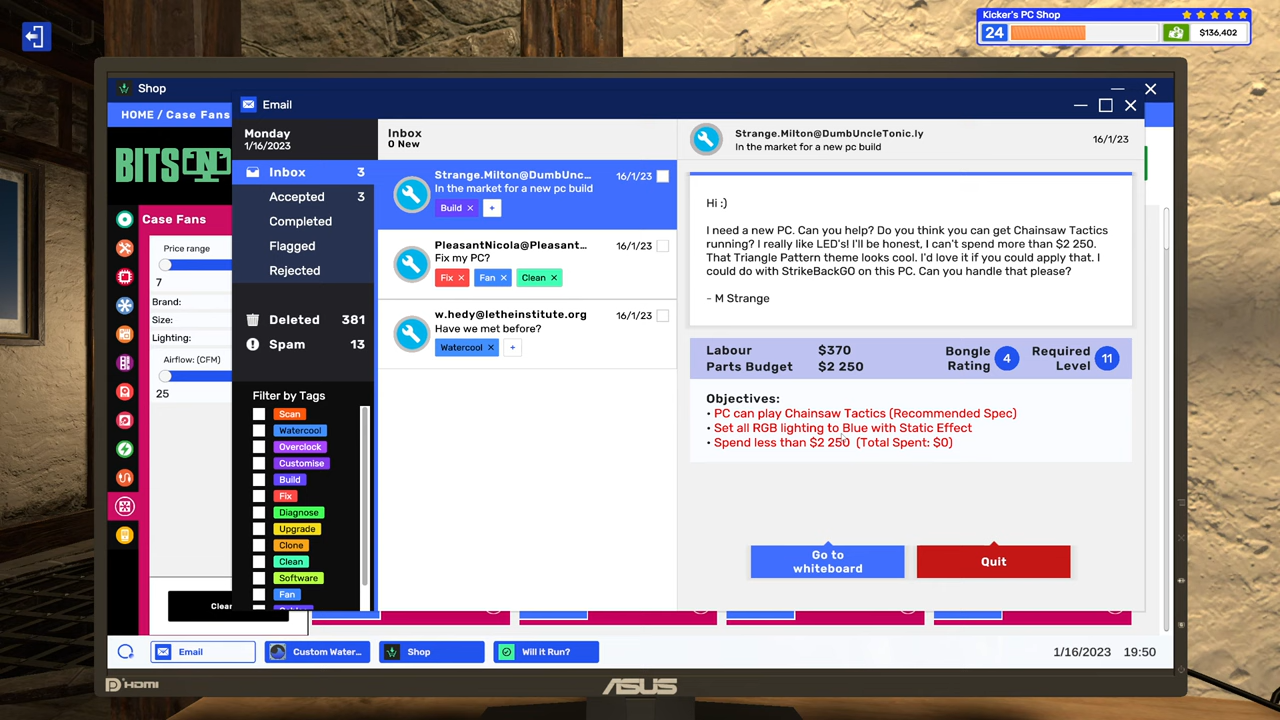 Kicker's PC Shop
24
$136,402
Shop
HOME / Case Fans
BITS
Case Fans
Price range
7
Brand:
Size:
Lighting:
Airflow: (CFM)
25
Clear
Email
Monday
1/16/2023
Inbox 3
Accepted 3
Completed
Flagged
Rejected
Deleted 381
Spam 13
Filter by Tags
Scan
Watercool
Overclock
Customise
Build
Fix
Diagnose
Upgrade
Clone
Clean
Software
Fan
Inbox
0 New
Strange.Milton@DumbUnc... 16/1/23
In the market for a new pc build
Build × +
PleasantNicola@Pleasant... 16/1/23
Fix my PC?
Fix × Fan × Clean ×
w.hedy@letheinstitute.org 16/1/23
Have we met before?
Watercool × +
Strange.Milton@DumbUncleTonic.ly
In the market for a new pc build
16/1/23
Hi :)
I need a new PC. Can you help? Do you think you can get Chainsaw Tactics
running? I really like LED's! I'll be honest, I can't spend more than $2 250.
That Triangle Pattern theme looks cool. I'd love it if you could apply that. I
could do with StrikeBackGO on this PC. Can you handle that please?
- M Strange
Labour $370
Parts Budget $2 250
Bongle Rating 4
Required Level 11
Objectives:
• PC can play Chainsaw Tactics (Recommended Spec)
• Set all RGB lighting to Blue with Static Effect
• Spend less than $2 250 (Total Spent: $0)
Go to
whiteboard
Quit
Email
Custom Water...
Shop
Will it Run?
1/16/2023 19:50
HDMI
ASUS